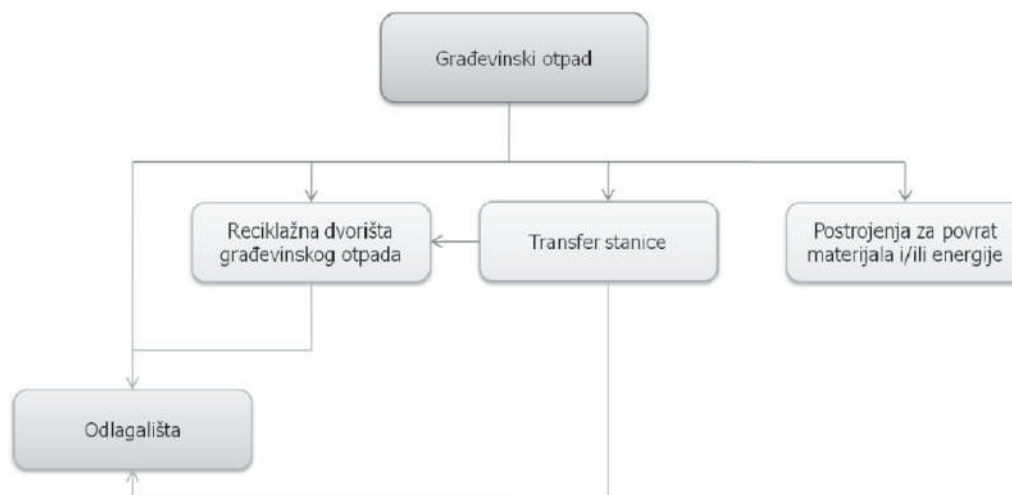 Građevinski otpad
Reciklažna dvorišta
građevinskog otpada
Transfer stanice
Postrojenja za povrat
materijala i/ili energije
Odlagališta